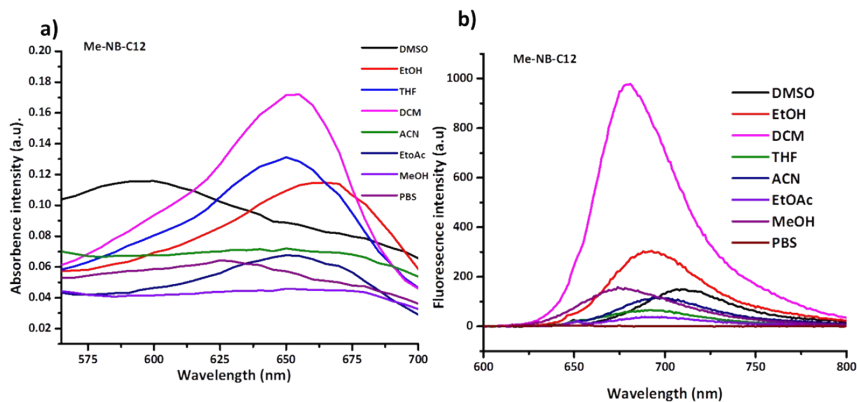 a)
Me-NB-C12
DMSO
EtOH
THF
DCM
ACN
EtoAc
MeOH
PBS
0.20
0.18
0.16
0.14
0.12
0.10
0.08
0.06
0.04
0.02
Absorbence intensity (a.u).
575
600
625
650
675
700
Wavelength (nm)
b)
Me-NB-C12
DMSO
EtOH
DCM
THF
ACN
EtOAc
MeOH
PBS
1000
800
600
400
200
0
Fluoresecnce intensity (a.u)
600
650
700
750
800
Wavelength (nm)